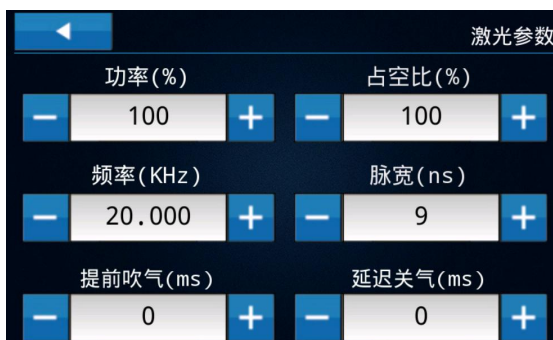 激光参数
功率(%) 占空比(%)
100 100
频率(KHz) 脉宽(ns)
20.000 9
提前吹气(ms) 延迟关气(ms)
0 0